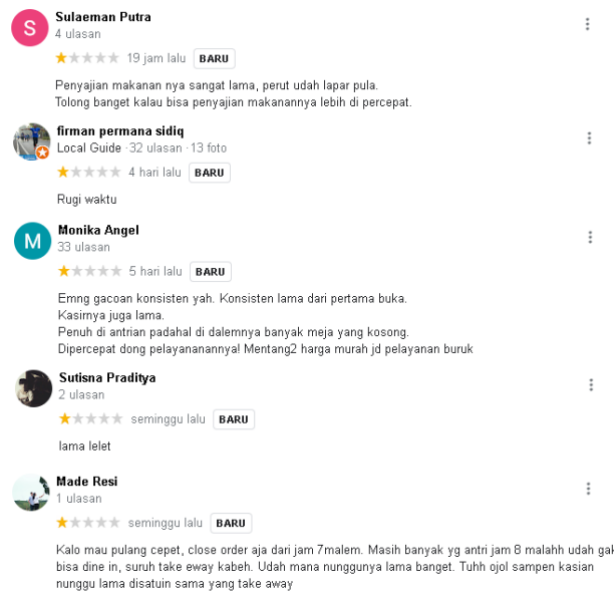 Sulaeman Putra
4 ulasan
19 jam lalu BARU
Penyajian makanan nya sangat lama, perut udah lapar pula.
Tolong banget kalau bisa penyajian makanannya lebih di percepat.
firman permana sidiq
Local Guide · 32 ulasan · 13 foto
4 hari lalu BARU
Rugi waktu
Monika Angel
33 ulasan
5 hari lalu BARU
Emng gacoan konsisten yah. Konsisten lama dari pertama buka.
Kasirnya juga lama.
Penuh di antrian padahal di dalemnya banyak meja yang kosong.
Dipercepat dong pelayananannya! Mentang2 harga murah jd pelayanan buruk
Sutisna Praditya
2 ulasan
seminggu lalu BARU
lama lelet
Made Resi
1 ulasan
seminggu lalu BARU
Kalo mau pulang cepet, close order aja dari jam 7malem. Masih banyak yg antri jam 8 malahh udah gak
bisa dine in, suruh take eway kabeh. Udah mana nunggunya lama banget. Tuhh ojol sampen kasian
nunggu lama disatuin sama yang take away